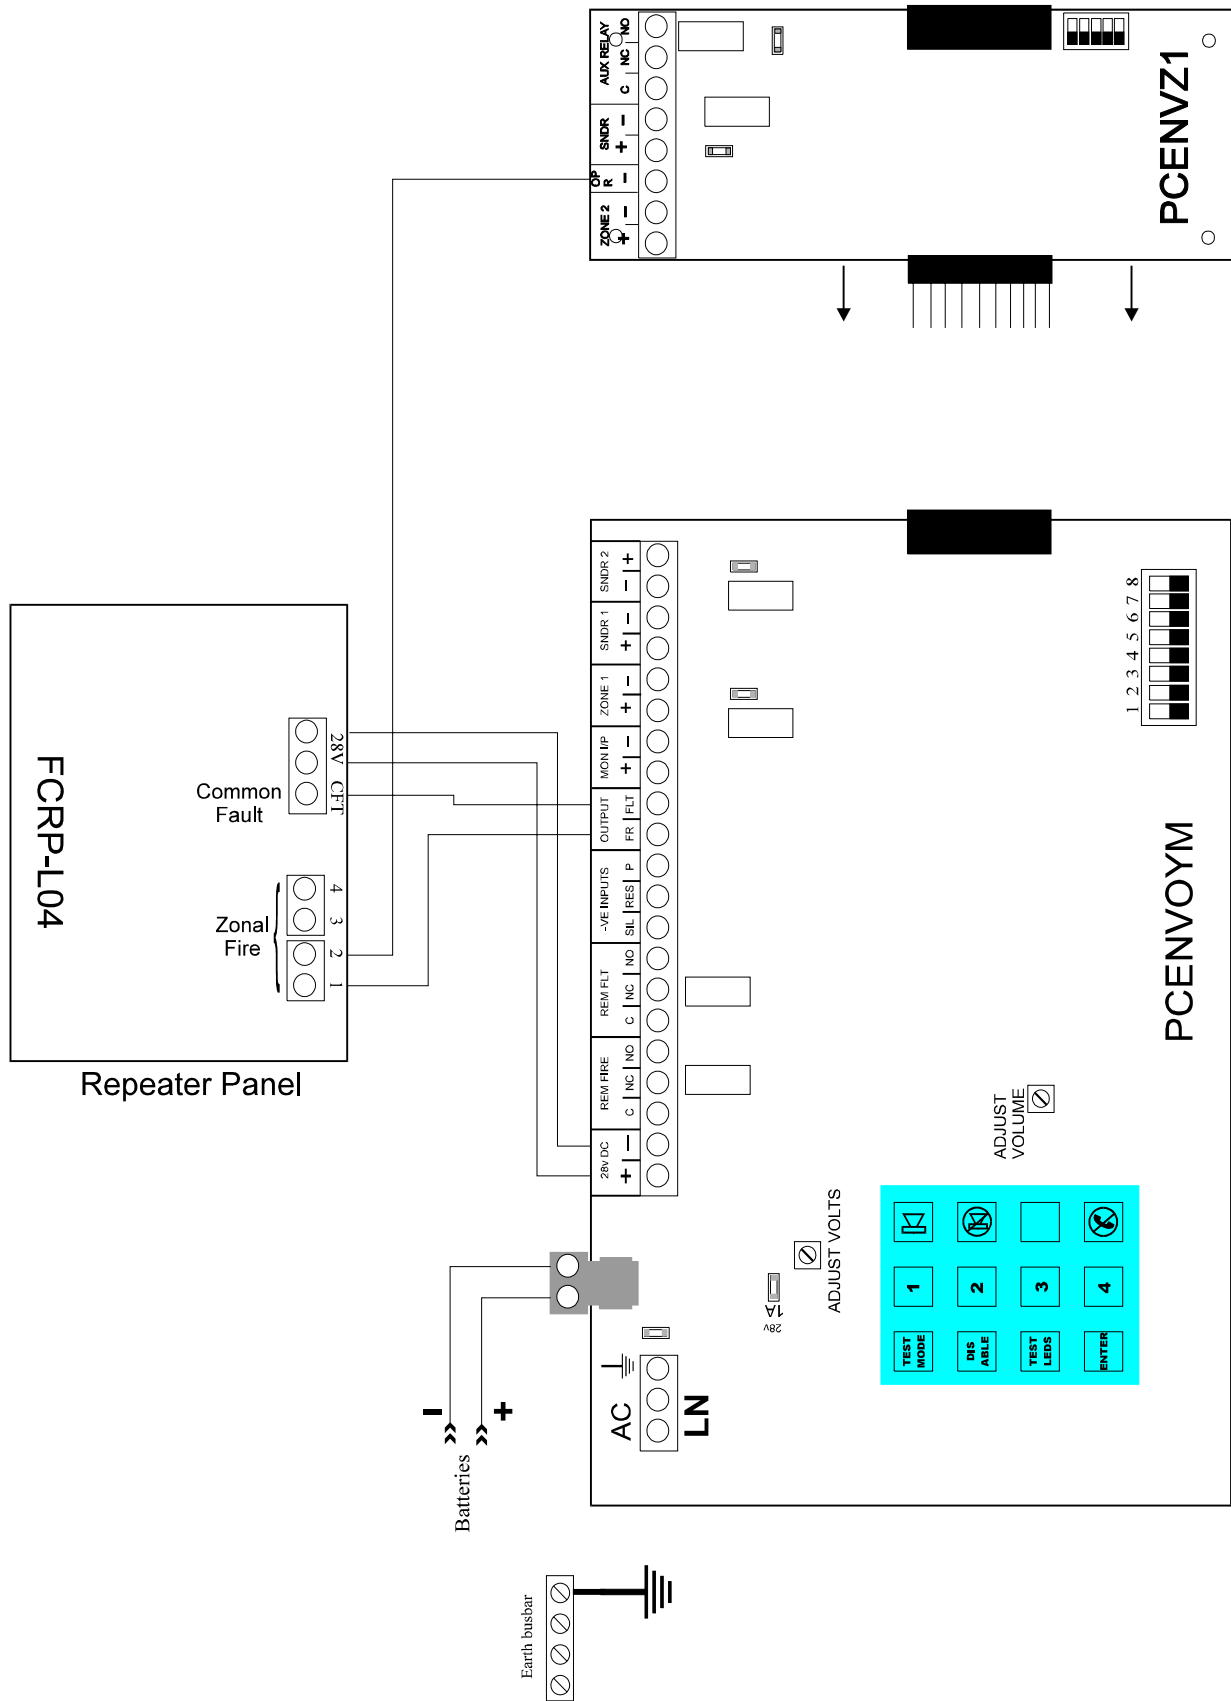 AUX RELAY
NO
NC
C
SNDR
−
+
OP
R
−
ZONE 2
−
+
PCENVZ1
SNDR 2
+
−
SNDR 1
−
+
ZONE 1
−
+
MON I/P
−
+
OUTPUT
FLT
FR
-VE INPUTS
P
RES
SIL
REM FLT
NO
NC
C
REM FIRE
NO
NC
C
28v DC
−
+
1 2 3 4 5 6 7 8
PCENVOYM
FCRP-L04
28V
CFT
Common
Fault
4
3
2
1
Zonal
Fire
Repeater Panel
ADJUST
VOLUME
ADJUST VOLTS
28v
1A
1
2
3
4
TEST
MODE
DIS
ABLE
TEST
LEDS
ENTER
AC
LN
−
+
Batteries
Earth busbar